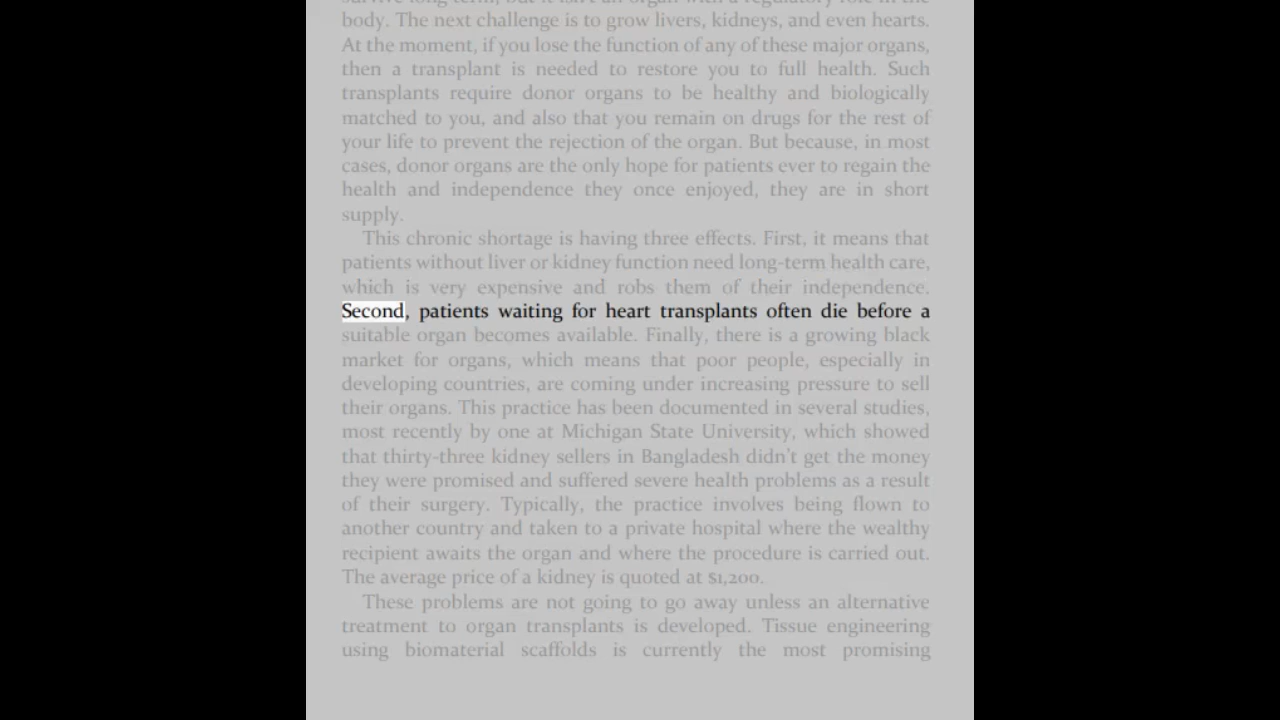 survive long term, but it isn't an organ with a regulatory role in the
body. The next challenge is to grow livers, kidneys, and even hearts.
At the moment, if you lose the function of any of these major organs,
then a transplant is needed to restore you to full health. Such
transplants require donor organs to be healthy and biologically
matched to you, and also that you remain on drugs for the rest of
your life to prevent the rejection of the organ. But because, in most
cases, donor organs are the only hope for patients ever to regain the
health and independence they once enjoyed, they are in short
supply.
This chronic shortage is having three effects. First, it means that
patients without liver or kidney function need long-term health care,
which is very expensive and robs them of their independence.
Second, patients waiting for heart transplants often die before a
suitable organ becomes available. Finally, there is a growing black
market for organs, which means that poor people, especially in
developing countries, are coming under increasing pressure to sell
their organs. This practice has been documented in several studies,
most recently by one at Michigan State University, which showed
that thirty-three kidney sellers in Bangladesh didn't get the money
they were promised and suffered severe health problems as a result
of their surgery. Typically, the practice involves being flown to
another country and taken to a private hospital where the wealthy
recipient awaits the organ and where the procedure is carried out.
The average price of a kidney is quoted at $1,200.
These problems are not going to go away unless an alternative
treatment to organ transplants is developed. Tissue engineering
using biomaterial scaffolds is currently the most promising